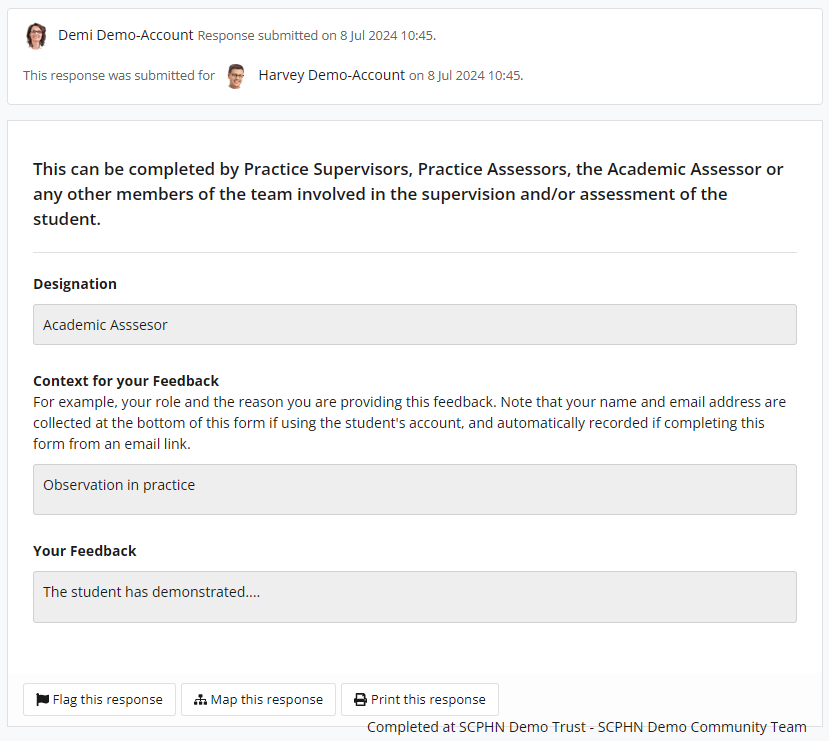 Demi Demo-Account Response submitted on 8 Jul 2024 10:45.
This response was submitted for Harvey Demo-Account on 8 Jul 2024 10:45.
This can be completed by Practice Supervisors, Practice Assessors, the Academic Assessor or
any other members of the team involved in the supervision and/or assessment of the
student.
Designation
Academic Asssesor
Context for your Feedback
For example, your role and the reason you are providing this feedback. Note that your name and email address are
collected at the bottom of this form if using the student's account, and automatically recorded if completing this
form from an email link.
Observation in practice
Your Feedback
The student has demonstrated....
Flag this response Map this response Print this response
Completed at SCPHN Demo Trust - SCPHN Demo Community Team